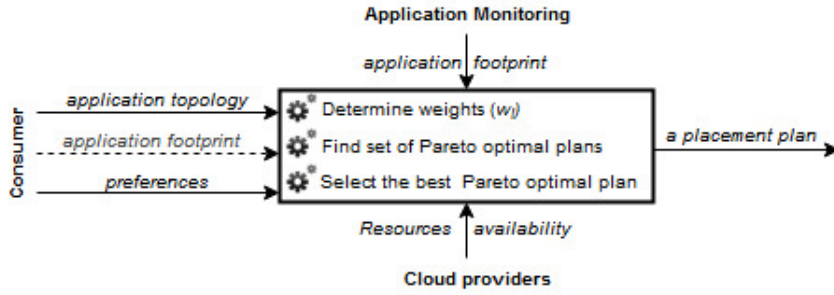 Application Monitoring
application footprint
Consumer
application topology
application footprint
preferences
Determine weights (wⱼ)
Find set of Pareto optimal plans
Select the best Pareto optimal plan
a placement plan
Resources availability
Cloud providers